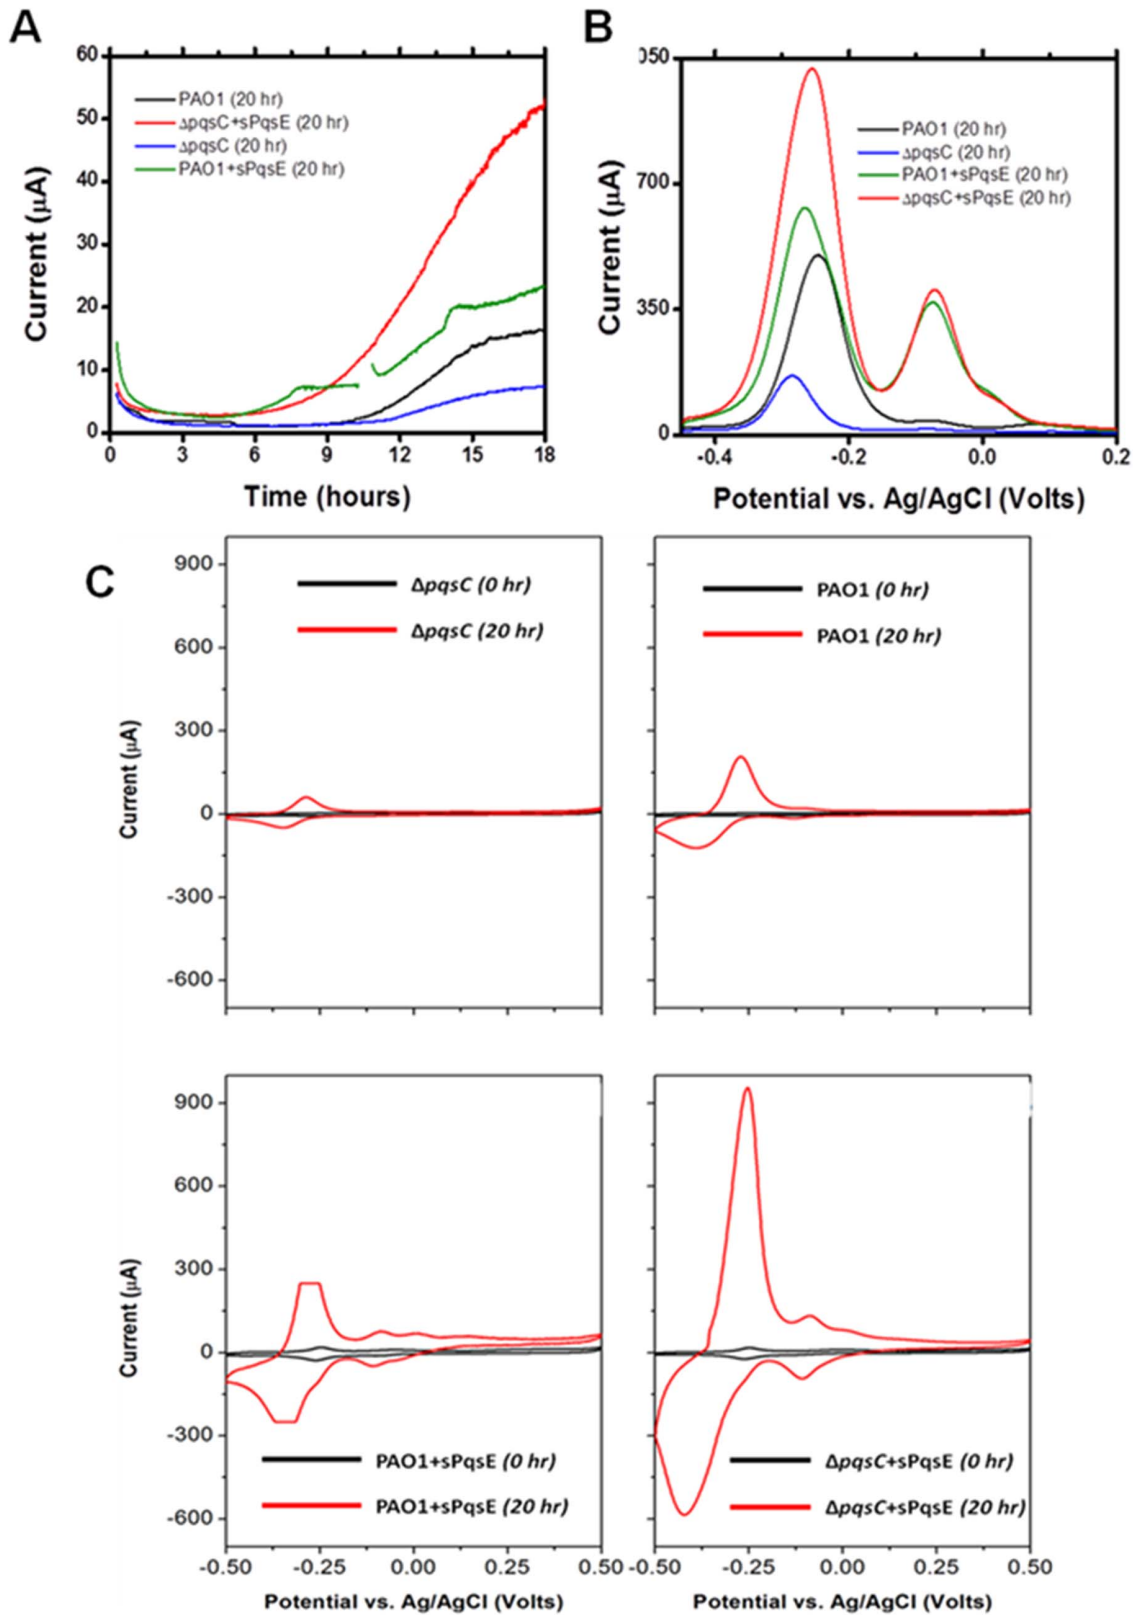 A
B
60
50
40
30
20
10
0
PAO1 (20 hr)
ΔpqsC+sPqsE (20 hr)
ΔpqsC (20 hr)
PAO1+sPqsE (20 hr)
Current (µA)
0 3 6 9 12 15 18
Time (hours)
050
700
350
0
PAO1 (20 hr)
ΔpqsC (20 hr)
PAO1+sPqsE (20 hr)
ΔpqsC+sPqsE (20 hr)
Current (µA)
-0.4 -0.2 0.0 0.2
Potential vs. Ag/AgCl (Volts)
C
900
600
300
0
-300
-600
Current (µA)
ΔpqsC (0 hr)
ΔpqsC (20 hr)
PAO1 (0 hr)
PAO1 (20 hr)
900
600
300
0
-300
-600
Current (µA)
PAO1+sPqsE (0 hr)
PAO1+sPqsE (20 hr)
-0.50 -0.25 0.00 0.25 0.50
Potential vs. Ag/AgCl (Volts)
ΔpqsC+sPqsE (0 hr)
ΔpqsC+sPqsE (20 hr)
-0.50 -0.25 0.00 0.25 0.50
Potential vs. Ag/AgCl (Volts)